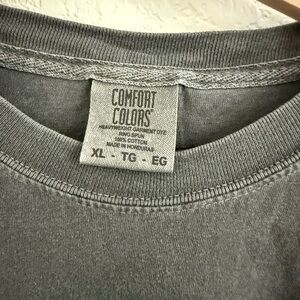 COMFORT
COLORS®
HEAVYWEIGHT GARMENT DYE
RING SPUN
100% COTTON
MADE IN HONDURAS
XL - TG - EG